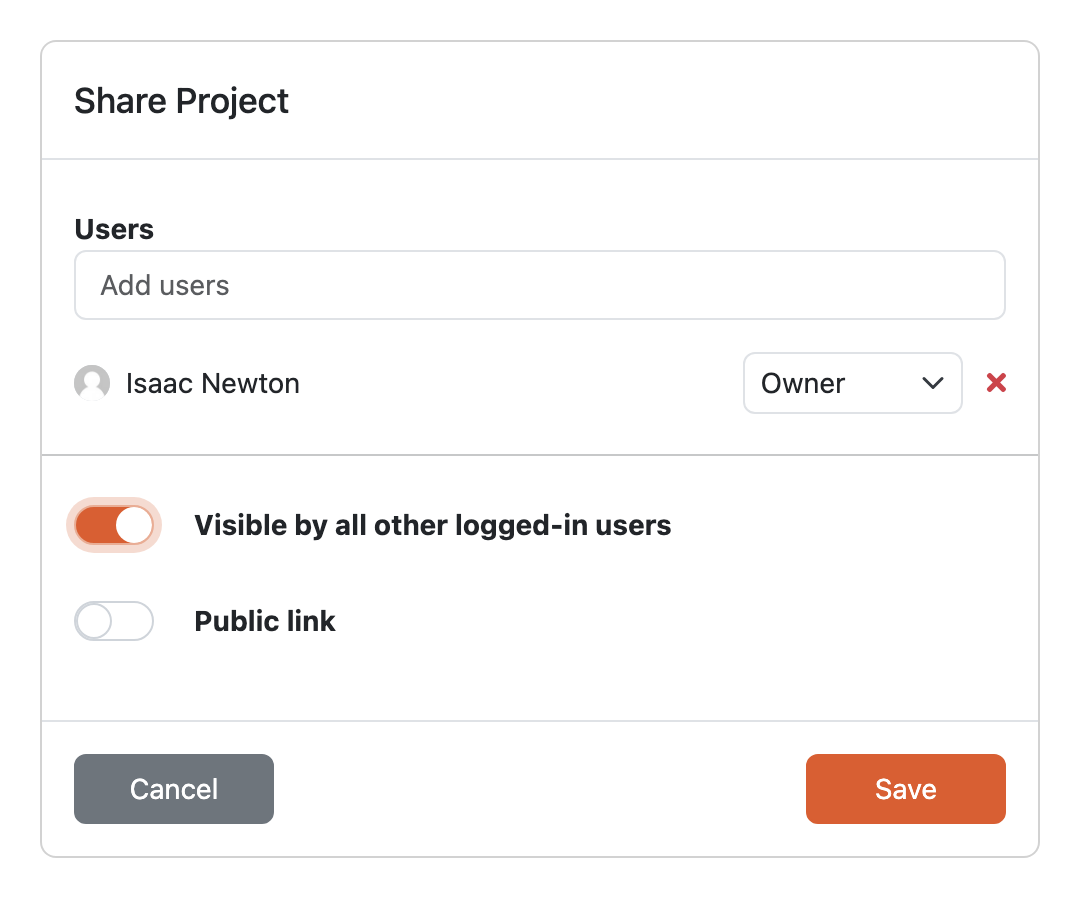 Share Project
Users
Add users
Isaac Newton Owner
Visible by all other logged-in users
Public link
Cancel Save